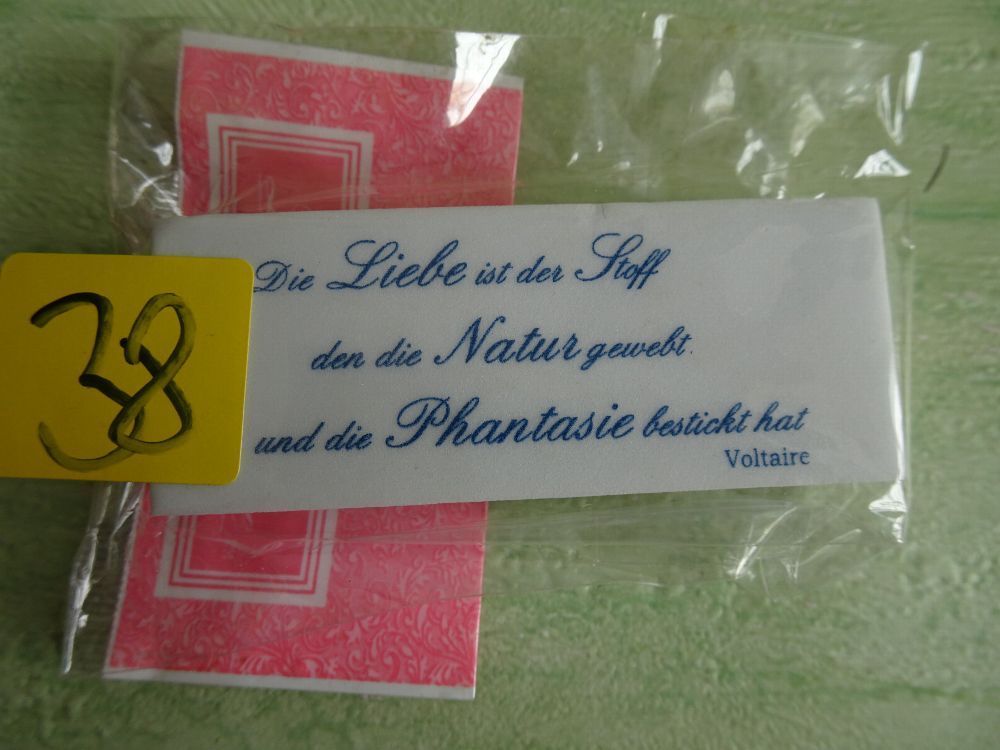 Die Liebe ist der Stoff
den die Natur gewebt
und die Phantasie bestickt hat
Voltaire
38